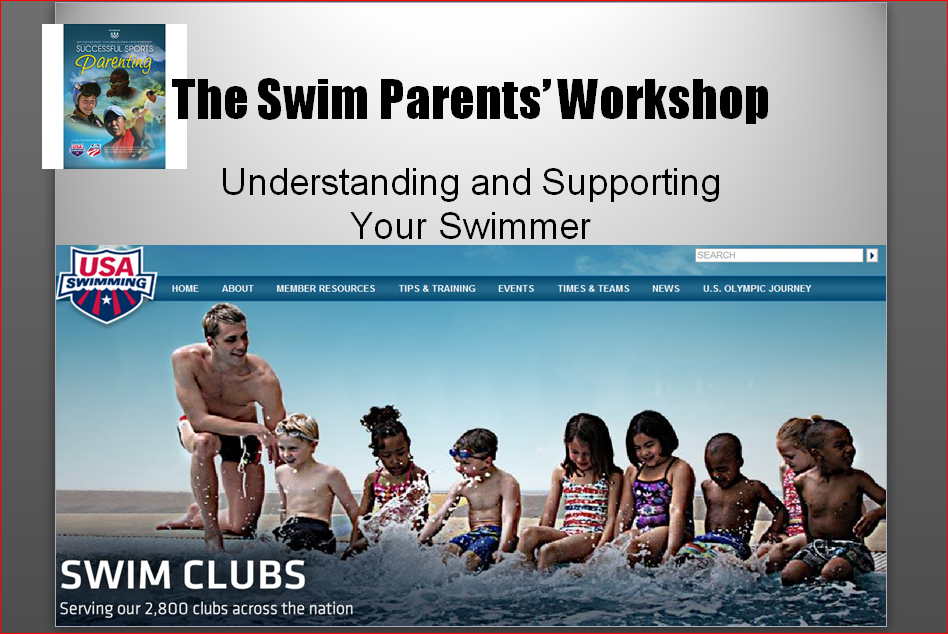 SUCCESSFUL SPORTS
Parenting
The Swim Parents’ Workshop
Understanding and Supporting
Your Swimmer
SEARCH
USA
SWIMMING
HOME ABOUT MEMBER RESOURCES TIPS & TRAINING EVENTS TIMES & TEAMS NEWS U.S. OLYMPIC JOURNEY
SWIM CLUBS
Serving our 2,800 clubs across the nation